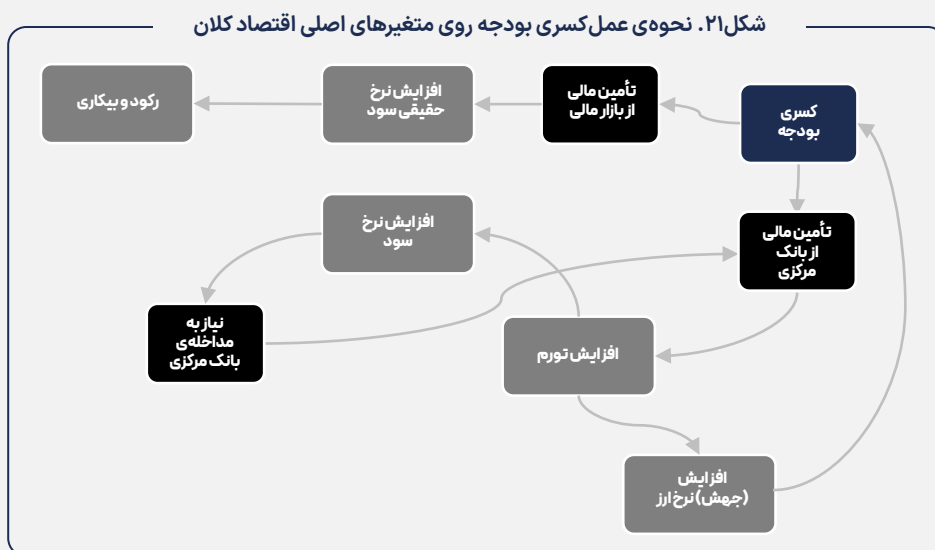 شکل۲۱. نحوه‌ی عمل کسری بودجه روی متغیرهای اصلی اقتصاد کلان
کسری
بودجه
تأمین مالی
از بازار مالی
افزایش نرخ
حقیقی سود
رکود و بیکاری
تأمین مالی
از بانک
مرکزی
افزایش نرخ
سود
نیاز به
مداخله‌ی
بانک مرکزی
افزایش تورم
افزایش
(جهش) نرخ ارز